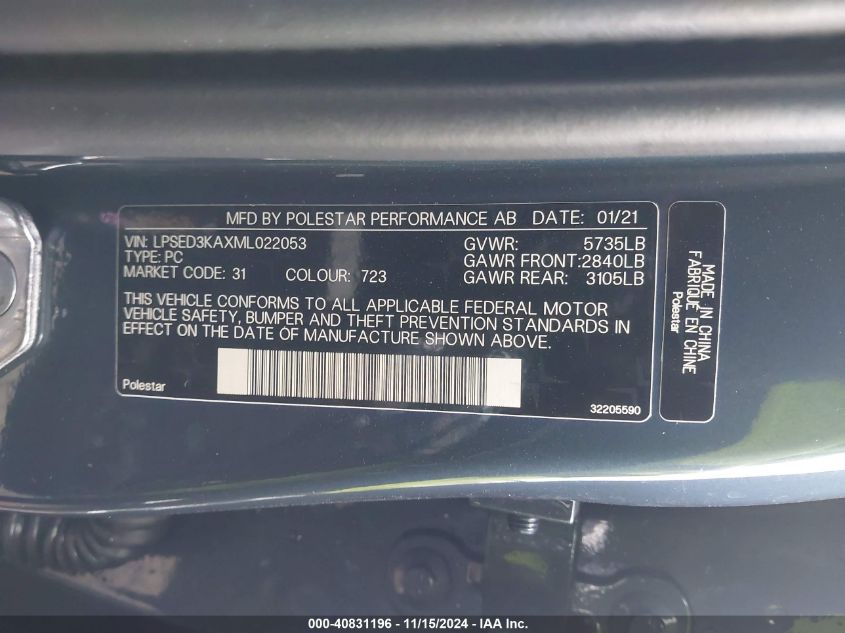 MFD BY POLESTAR PERFORMANCE AB DATE: 01/21
VIN: LPSED3KAXML022053 GVWR: 5735LB
TYPE: PC GAWR FRONT:2840LB
MARKET CODE: 31 COLOUR: 723 GAWR REAR: 3105LB
THIS VEHICLE CONFORMS TO ALL APPLICABLE FEDERAL MOTOR
VEHICLE SAFETY, BUMPER AND THEFT PREVENTION STANDARDS IN
EFFECT ON THE DATE OF MANUFACTURE SHOWN ABOVE.
Polestar 32205590
MADE IN CHINA
FABRIQUÉ EN CHINE
Polestar
000-40831196 - 11/15/2024 - IAA Inc.